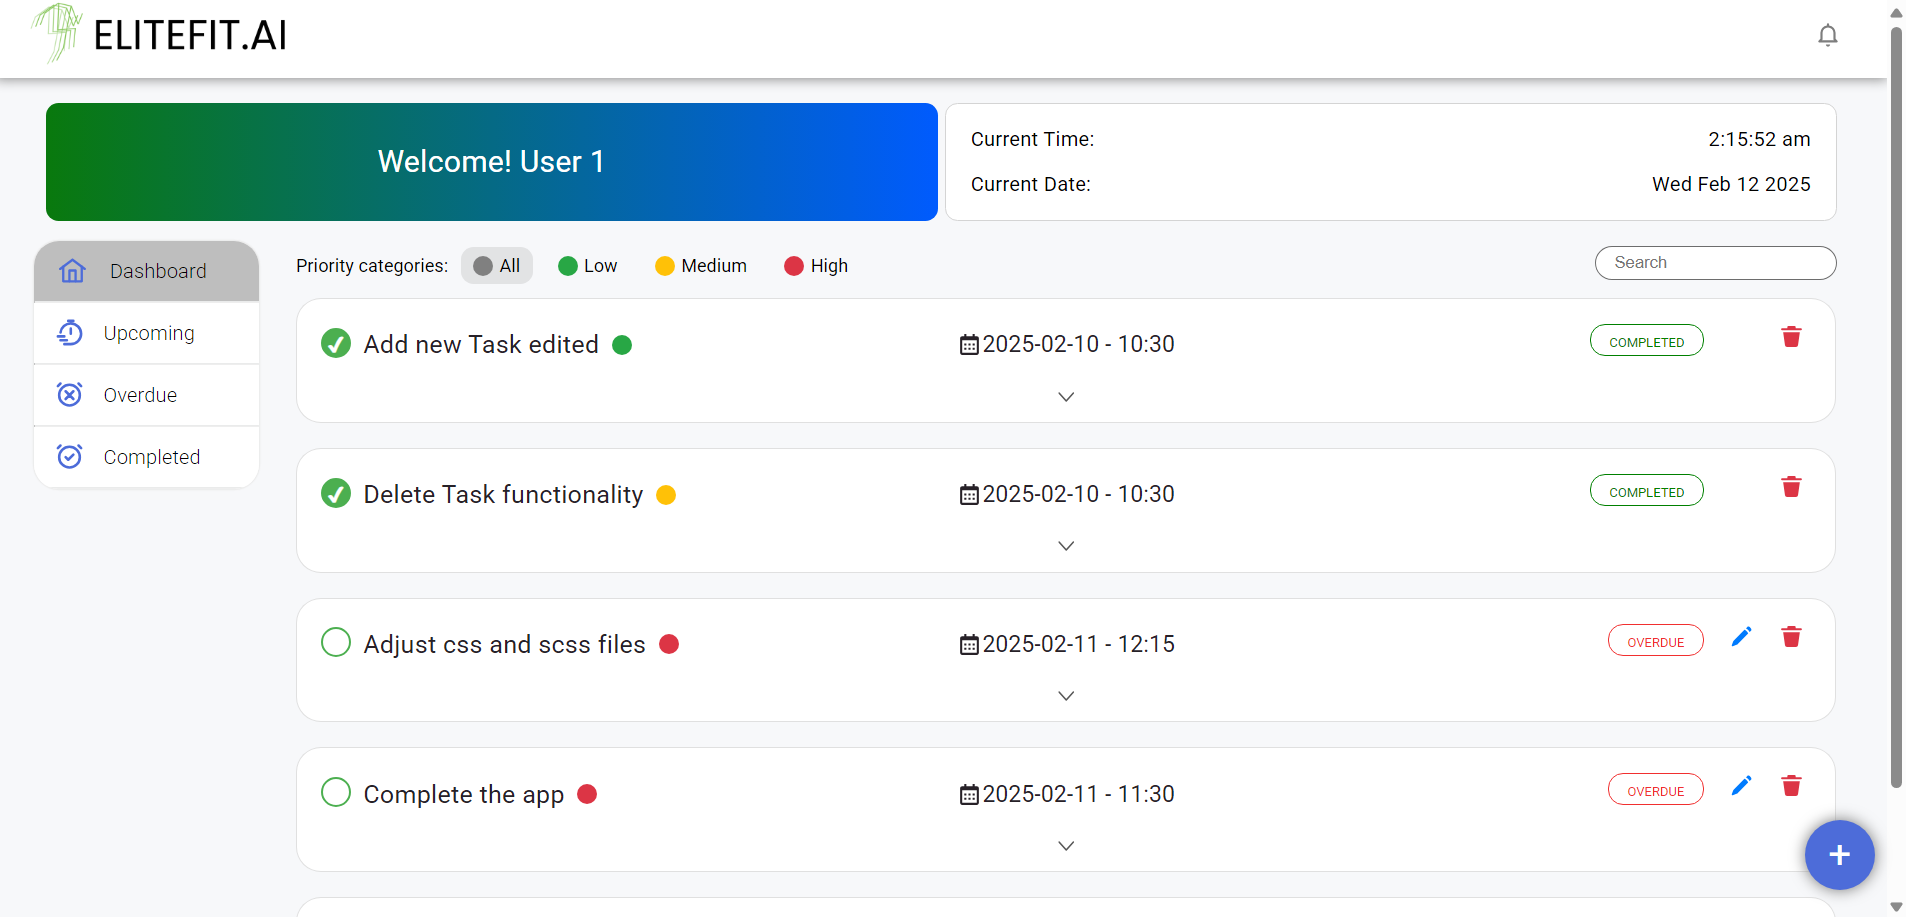 ELITEFIT.AI
Welcome! User 1
Current Time: 2:15:52 am
Current Date: Wed Feb 12 2025
Dashboard
Upcoming
Overdue
Completed
Priority categories: All Low Medium High
Search
Add new Task edited 2025-02-10 - 10:30 COMPLETED
Delete Task functionality 2025-02-10 - 10:30 COMPLETED
Adjust css and scss files 2025-02-11 - 12:15 OVERDUE
Complete the app 2025-02-11 - 11:30 OVERDUE
+